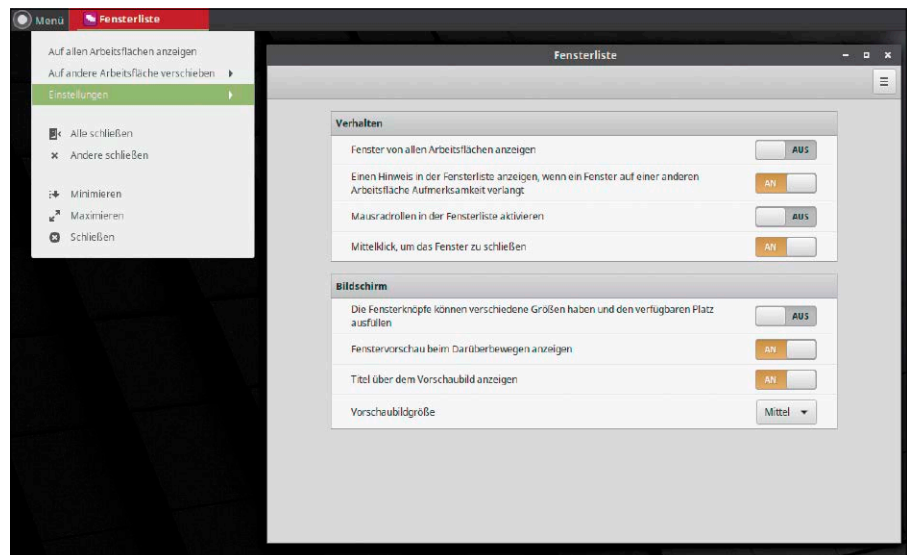 Menü
Fensterliste
Auf allen Arbeitsflächen anzeigen
Auf andere Arbeitsfläche verschieben
Einstellungen
Alle schließen
Andere schließen
Minimieren
Maximieren
Schließen
Fensterliste
Verhalten
Fenster von allen Arbeitsflächen anzeigen
AUS
Einen Hinweis in der Fensterliste anzeigen, wenn ein Fenster auf einer anderen
Arbeitsfläche Aufmerksamkeit verlangt
AN
Mausradrollen in der Fensterliste aktivieren
AUS
Mittelklick, um das Fenster zu schließen
AN
Bildschirm
Die Fensterknöpfe können verschiedene Größen haben und den verfügbaren Platz
ausfüllen
AUS
Fenstervorschau beim Darüberbewegen anzeigen
AN
Titel über dem Vorschaubild anzeigen
AN
Vorschaubildgröße
Mittel